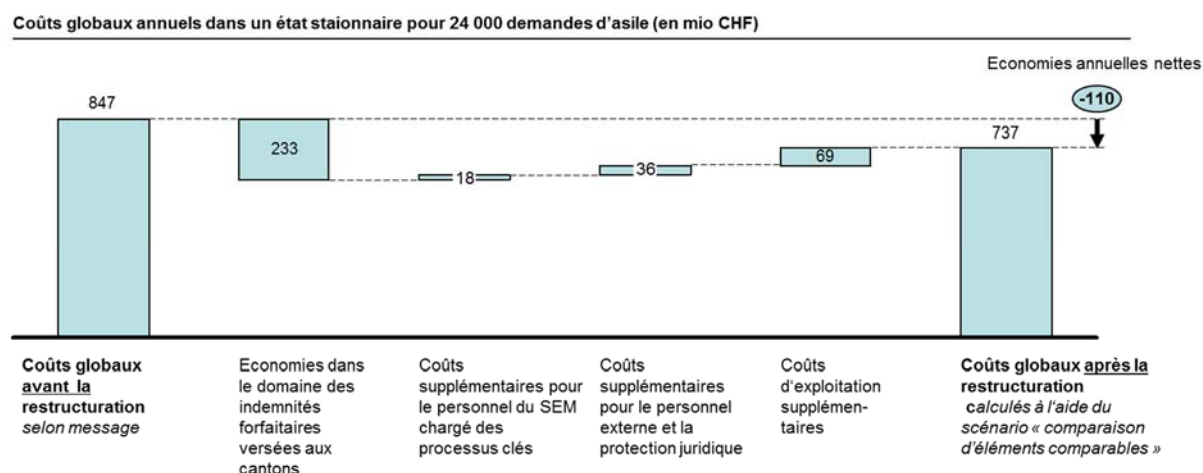 Coûts globaux annuels dans un état staionnaire pour 24 000 demandes d'asile (en mio CHF)
Economies annuelles nettes
-110
847
233
18
36
69
737
Coûts globaux
avant la
restructuration
selon message
Economies dans
le domaine des
indemnités
forfaitaires
versées aux
cantons
Coûts
supplémentaires pour
le personnel du SEM
chargé des
processus clés
Coûts
supplémentaires
pour le personnel
externe et la
protection juridique
Coûts
d'exploitation
supplémen-
taires
Coûts globaux après la
restructuration
calculés à l'aide du
scénario « comparaison
d'éléments comparables »